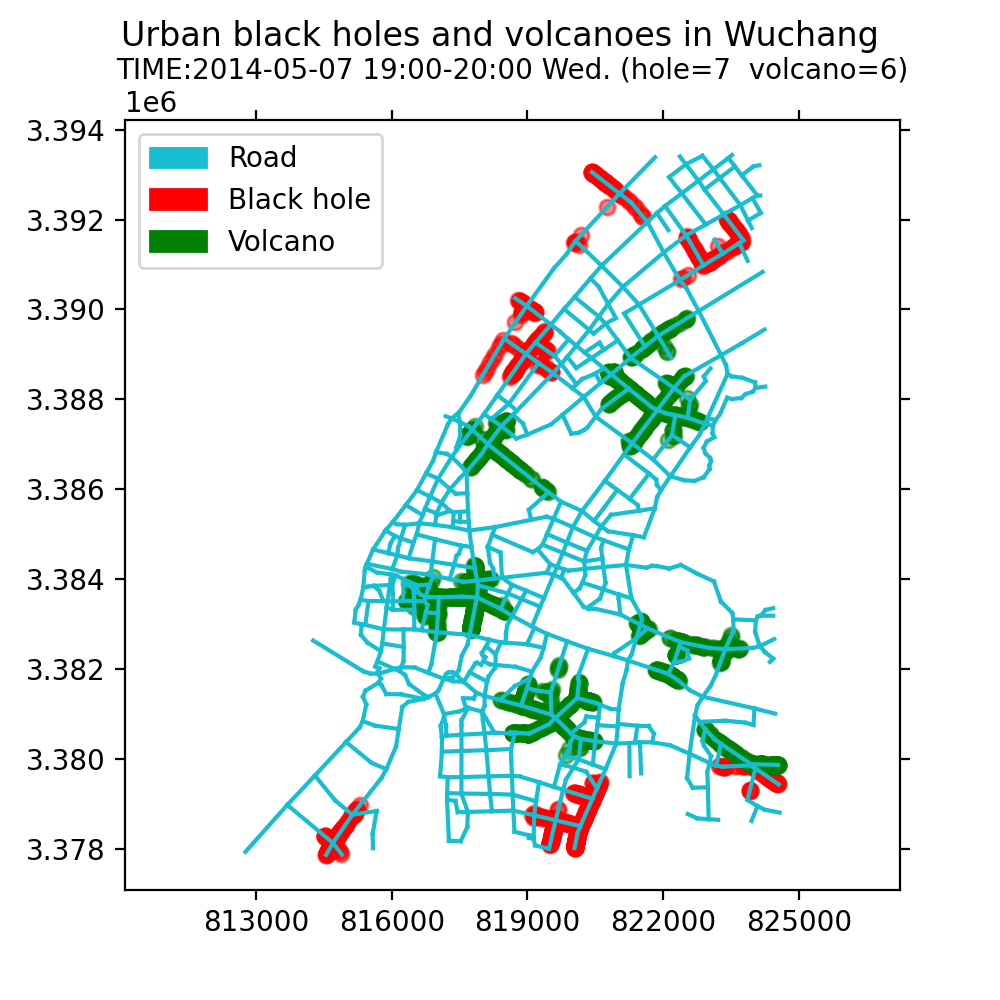 Urban black holes and volcanoes in Wuchang
TIME:2014-05-07 19:00-20:00 Wed. (hole=7  volcano=6)
1e6
3.394
3.392
3.390
3.388
3.386
3.384
3.382
3.380
3.378
Road
Black hole
Volcano
813000 816000 819000 822000 825000